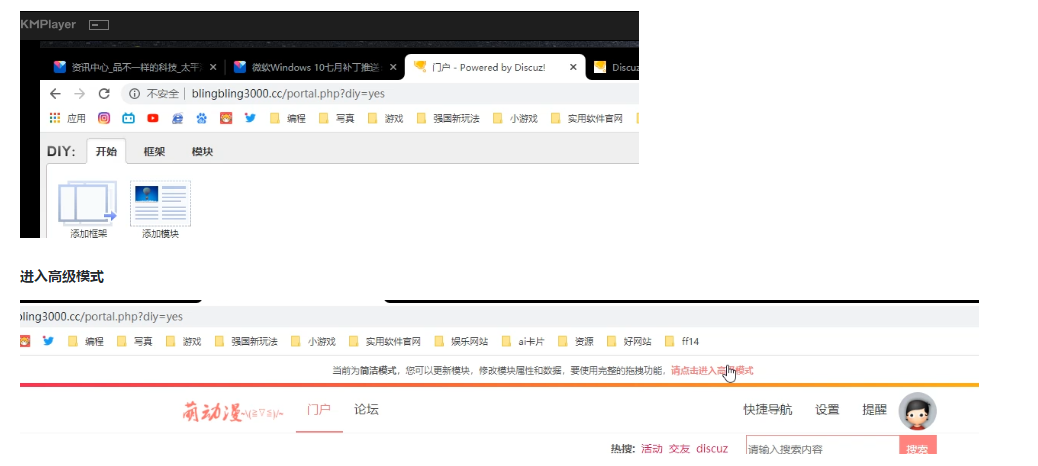 KMPlayer
资讯中心_品不一样的科技_太平 × 微软Windows 10七月补丁推送 × 门户 - Powered by Discuz! × Discuz
不安全 | blingbling3000.cc/portal.php?diy=yes
应用 编程 写真 游戏 强国新玩法 小游戏 实用软件官网
DIY: 开始 框架 模块
添加框架 添加模块
进入高级模式
bling3000.cc/portal.php?diy=yes
编程 写真 游戏 强国新玩法 小游戏 实用软件官网 娱乐网站 ai卡片 资源 好网站 ff14
当前为简洁模式，您可以更新模块，修改模块属性和数据，要使用完整的拖拽功能，请点击进入高级模式
萌动漫~\(≧▽≦)/~ 门户 论坛 快捷导航 设置 提醒
热搜: 活动 交友 discuz 请输入搜索内容 搜索